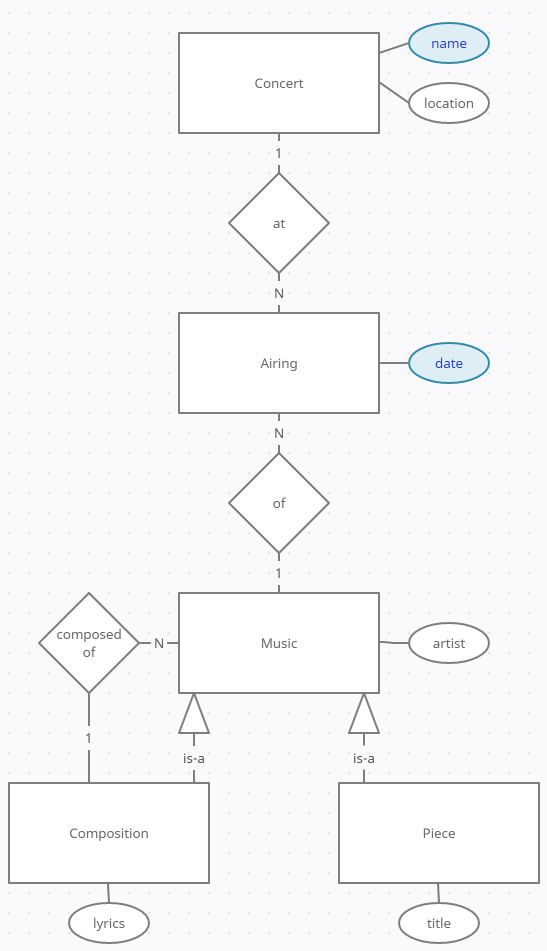 name
Concert
location
1
at
N
Airing
date
N
of
1
composed
of
N
Music
artist
1
is-a
is-a
Composition
Piece
lyrics
title